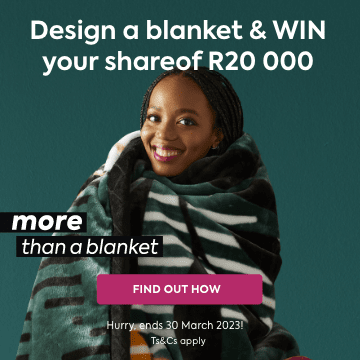 Design a blanket & WIN
your shareof R20 000
more
than a blanket
FIND OUT HOW
Hurry, ends 30 March 2023!
Ts&Cs apply